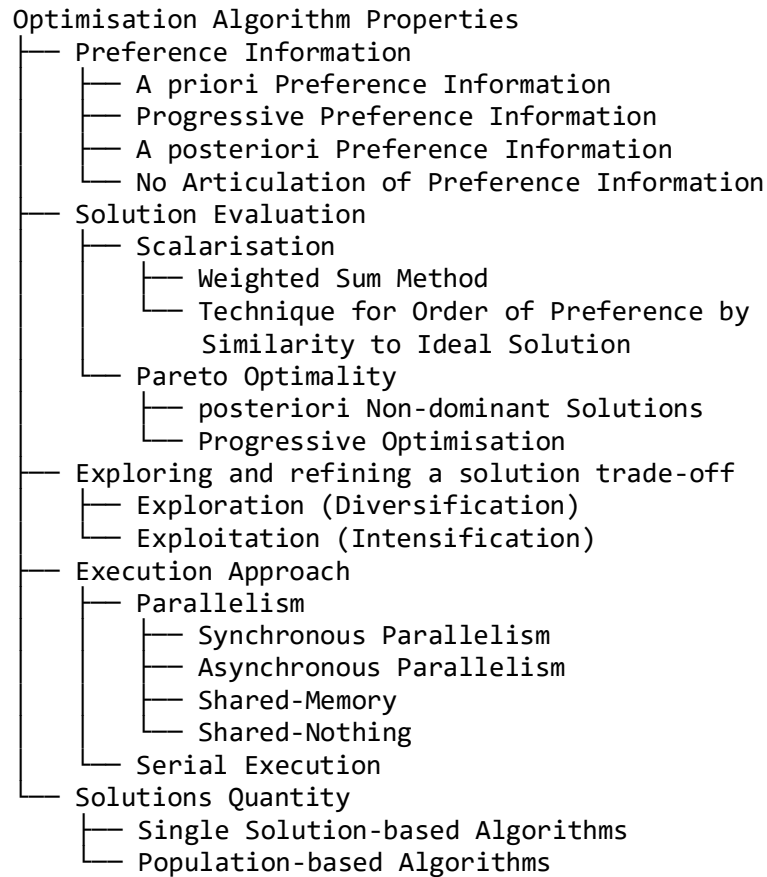 Optimisation Algorithm Properties
├── Preference Information
│   ├── A priori Preference Information
│   ├── Progressive Preference Information
│   ├── A posteriori Preference Information
│   └── No Articulation of Preference Information
├── Solution Evaluation
│   ├── Scalarisation
│   │   ├── Weighted Sum Method
│   │   └── Technique for Order of Preference by
│   │       Similarity to Ideal Solution
│   └── Pareto Optimality
│       ├── posteriori Non-dominant Solutions
│       └── Progressive Optimisation
├── Exploring and refining a solution trade-off
│   ├── Exploration (Diversification)
│   └── Exploitation (Intensification)
├── Execution Approach
│   ├── Parallelism
│   │   ├── Synchronous Parallelism
│   │   ├── Asynchronous Parallelism
│   │   ├── Shared-Memory
│   │   └── Shared-Nothing
│   └── Serial Execution
└── Solutions Quantity
    ├── Single Solution-based Algorithms
    └── Population-based Algorithms